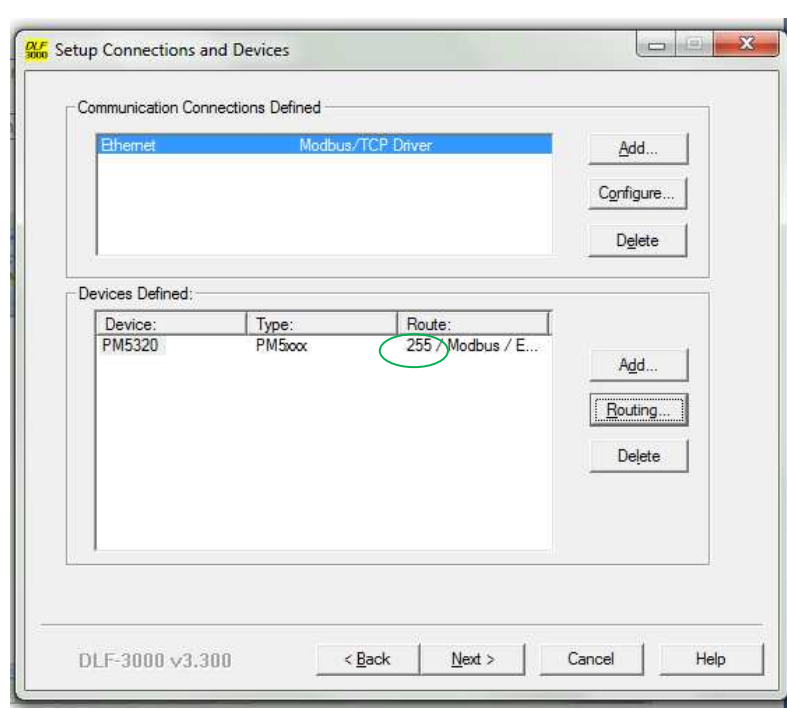 DLF 3000 Setup Connections and Devices
Communication Connections Defined
Ethernet Modbus/TCP Driver
Add...
Configure...
Delete
Devices Defined:
Device: Type: Route:
PM5320 PM5xxx 255 / Modbus / E...
Add...
Routing...
Delete
DLF-3000 v3.300 < Back Next > Cancel Help